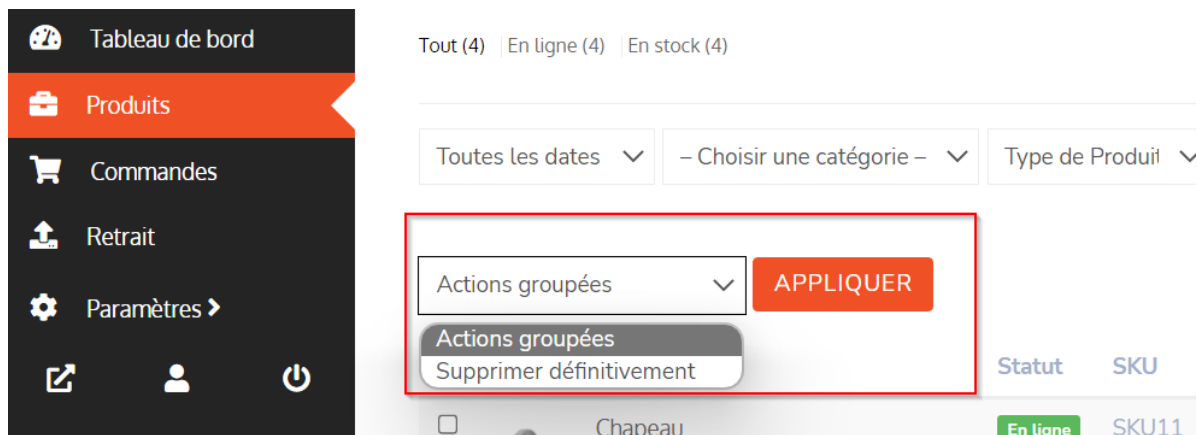 Tableau de bord
Produits
Commandes
Retrait
Paramètres
Tout (4) En ligne (4) En stock (4)
Toutes les dates – Choisir une catégorie – Type de Produit
Actions groupées APPLIQUER
Actions groupées
Supprimer définitivement
Statut SKU
Chapeau En ligne SKU11